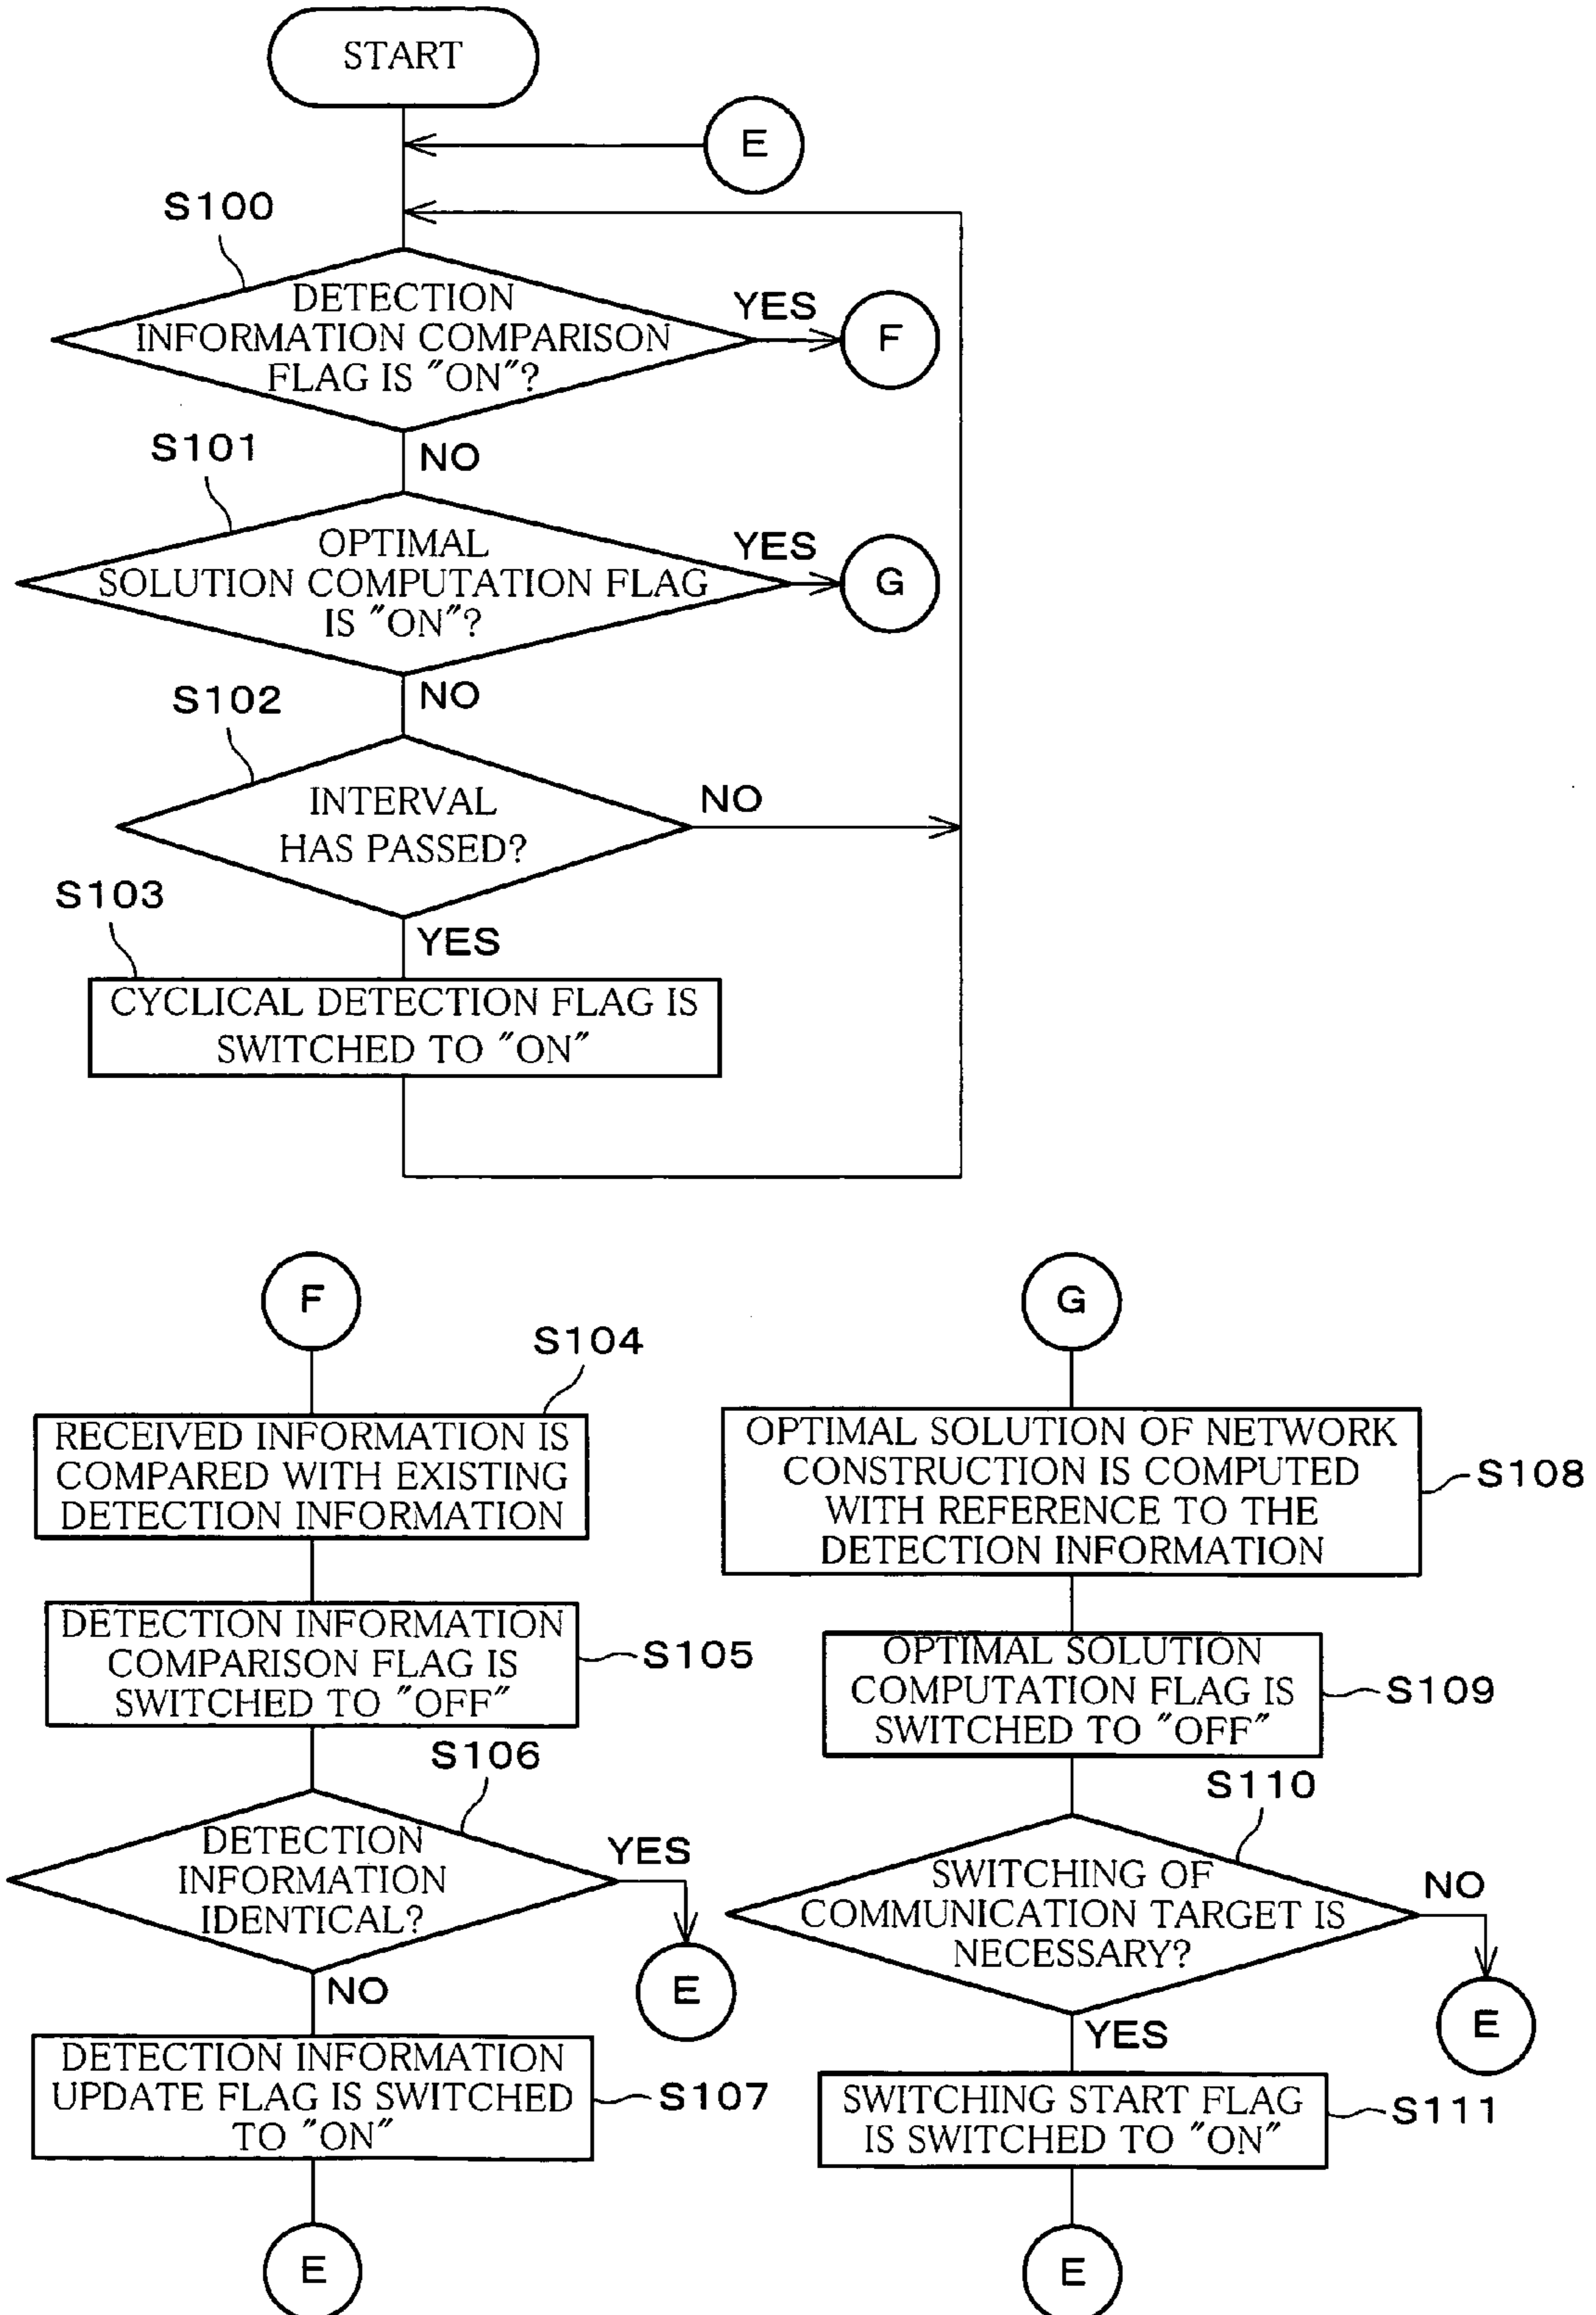 START
E
S100
DETECTION
INFORMATION COMPARISON
FLAG IS "ON"?
YES
F
NO
S101
OPTIMAL
SOLUTION COMPUTATION FLAG
IS "ON"?
YES
G
NO
S102
INTERVAL
HAS PASSED?
NO
YES
S103
CYCLICAL DETECTION FLAG IS
SWITCHED TO "ON"
F
S104
RECEIVED INFORMATION IS
COMPARED WITH EXISTING
DETECTION INFORMATION
DETECTION INFORMATION
COMPARISON FLAG IS
SWITCHED TO "OFF"
S105
S106
DETECTION
INFORMATION
IDENTICAL?
YES
E
NO
DETECTION INFORMATION
UPDATE FLAG IS SWITCHED
TO "ON"
S107
E
G
OPTIMAL SOLUTION OF NETWORK
CONSTRUCTION IS COMPUTED
WITH REFERENCE TO THE
DETECTION INFORMATION
S108
OPTIMAL SOLUTION
COMPUTATION FLAG IS
SWITCHED TO "OFF"
S109
S110
SWITCHING OF
COMMUNICATION TARGET IS
NECESSARY?
NO
E
YES
SWITCHING START FLAG
IS SWITCHED TO "ON"
S111
E